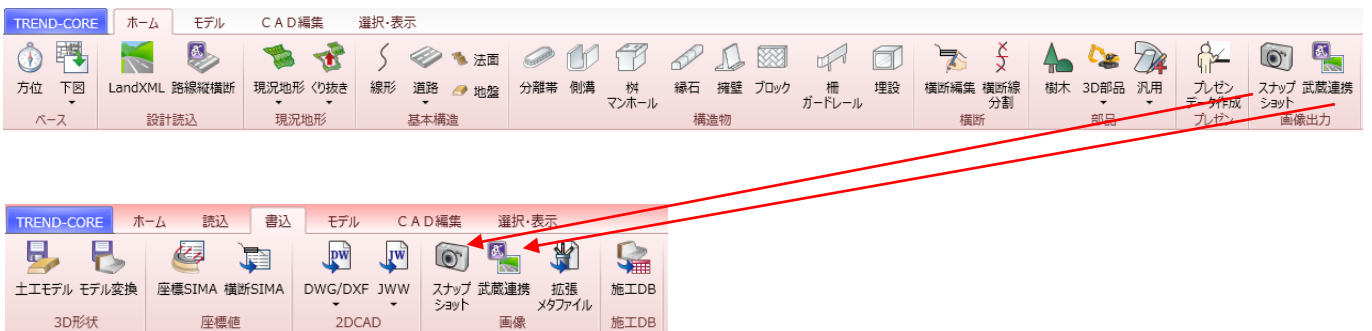 TREND-CORE ホーム モデル ＣＡＤ編集 選択・表示
方位 下図 LandXML 路線縦横断 現況地形 くり抜き 線形 道路 法面 地盤 分離帯 側溝 桝 マンホール 縁石 擁壁 ブロック 柵 ガードレール 埋設 横断編集 横断線 分割 樹木 3D部品 汎用 プレゼン データ作成 3Dスナップ ショット 武蔵連携
ベース 設計読込 現況地形 基本構造 構造物 横断 部品 プレゼン 画像出力
TREND-CORE ホーム 読込 書込 モデル ＣＡＤ編集 選択・表示
土工モデル モデル変換 座標SIMA 横断SIMA DWG/DXF JWW スナップ ショット 武蔵連携 拡張 メタファイル 施工DB
3D形状 座標値 2DCAD 画像 施工DB